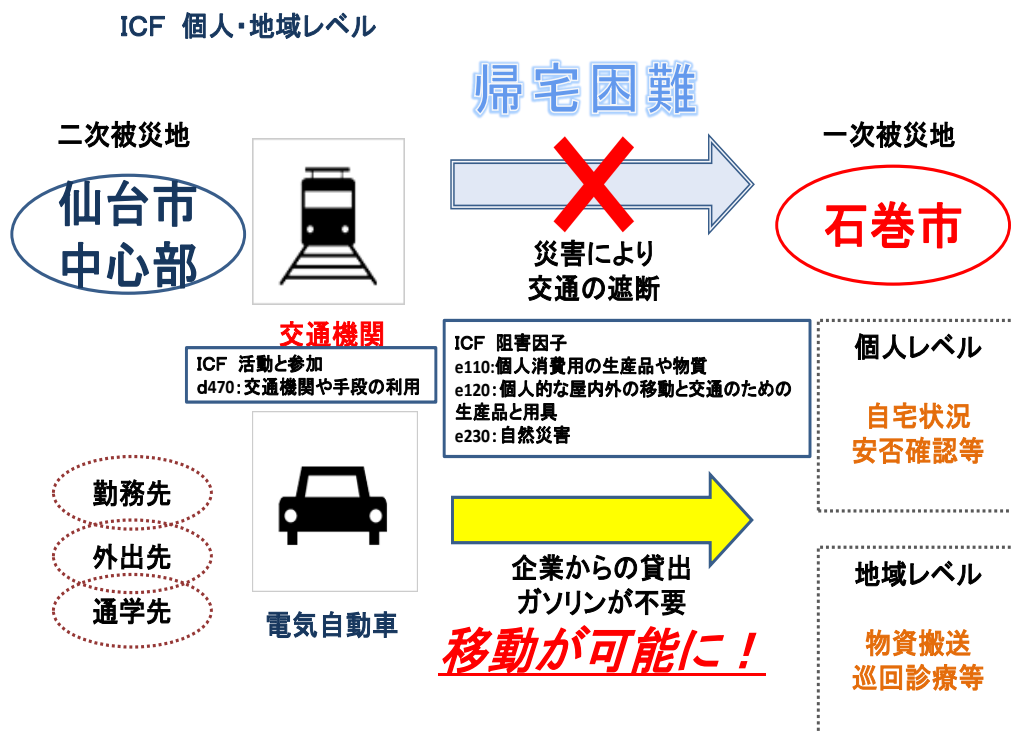 ICF 個人・地域レベル
帰宅困難
二次被災地
仙台市
中心部
一次被災地
石巻市
災害により
交通の遮断
交通機関
ICF 活動と参加
d470：交通機関や手段の利用
ICF 阻害因子
e110:個人消費用の生産品や物質
e120:個人的な屋内外の移動と交通のための
生産品と用具
e230：自然災害
個人レベル
自宅状況
安否確認等
勤務先
外出先
通学先
電気自動車
企業からの貸出
ガソリンが不要
移動が可能に！
地域レベル
物資搬送
巡回診療等